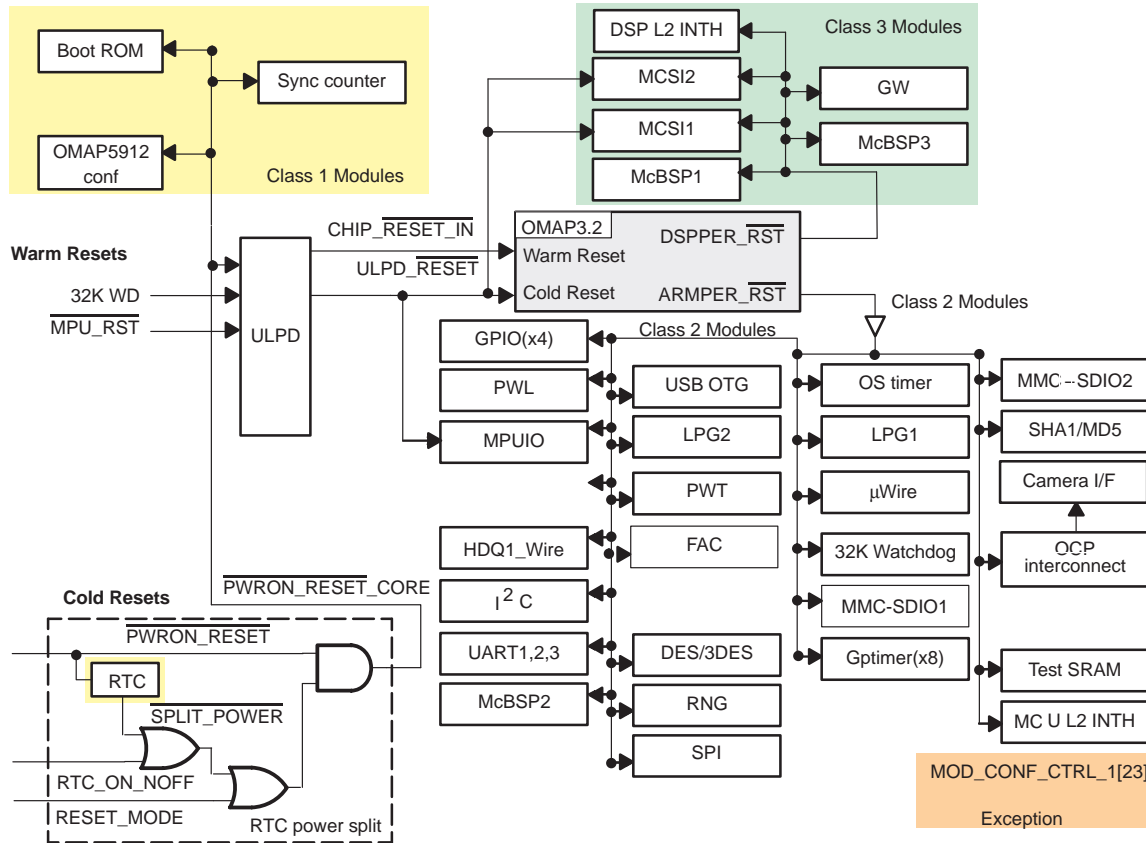 Boot ROM
Sync counter
OMAP5912
conf
Class 1 Modules
DSP L2 INTH
Class 3 Modules
MCSI2
GW
MCSI1
McBSP3
McBSP1
CHIP_RESET_IN
Warm Resets
ULPD_RESET
32K WD
MPU_RST
ULPD
OMAP3.2
DSPPER_RST
Warm Reset
Cold Reset
ARMPER_RST
Class 2 Modules
Class 2 Modules
GPIO(x4)
PWL
USB OTG
OS timer
MMC--SDIO2
MPUIO
LPG2
LPG1
SHA1/MD5
PWT
µWire
Camera I/F
HDQ1_Wire
FAC
32K Watchdog
OCP
interconnect
I2 C
MMC-SDIO1
UART1,2,3
DES/3DES
Gptimer(x8)
Test SRAM
McBSP2
RNG
MC U L2 INTH
SPI
PWRON_RESET_CORE
Cold Resets
PWRON_RESET
RTC
SPLIT_POWER
RTC_ON_NOFF
RESET_MODE
RTC power split
MOD_CONF_CTRL_1[23]
Exception